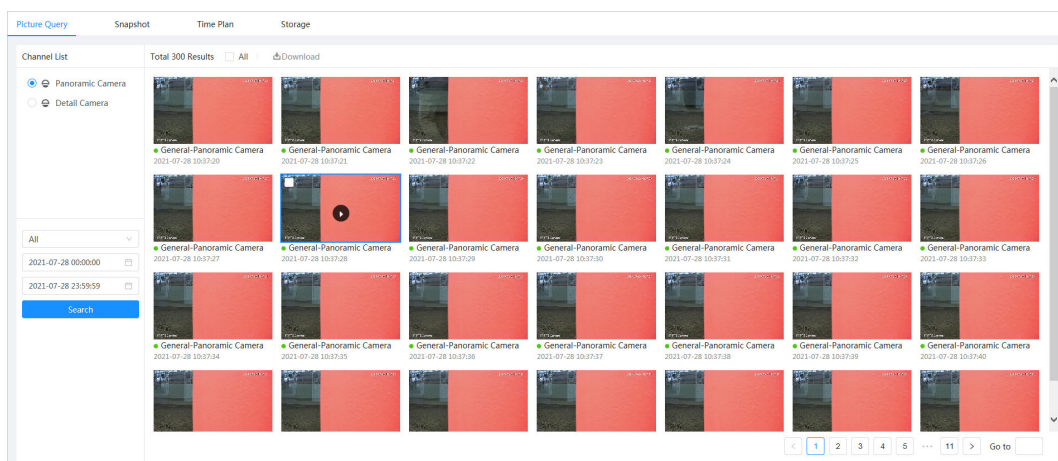 Picture Query Snapshot Time Plan Storage
Channel List
Total 300 Results All Download
Panoramic Camera
Detail Camera
General-Panoramic Camera General-Panoramic Camera General-Panoramic Camera General-Panoramic Camera General-Panoramic Camera General-Panoramic Camera General-Panoramic Camera
2021-07-28 10:37:20 2021-07-28 10:37:21 2021-07-28 10:37:22 2021-07-28 10:37:23 2021-07-28 10:37:24 2021-07-28 10:37:25 2021-07-28 10:37:26
All
General-Panoramic Camera General-Panoramic Camera General-Panoramic Camera General-Panoramic Camera General-Panoramic Camera General-Panoramic Camera General-Panoramic Camera
2021-07-28 10:37:27 2021-07-28 10:37:28 2021-07-28 10:37:29 2021-07-28 10:37:30 2021-07-28 10:37:31 2021-07-28 10:37:32 2021-07-28 10:37:33
2021-07-28 00:00:00
2021-07-28 23:59:59
Search
General-Panoramic Camera General-Panoramic Camera General-Panoramic Camera General-Panoramic Camera General-Panoramic Camera General-Panoramic Camera General-Panoramic Camera
2021-07-28 10:37:34 2021-07-28 10:37:35 2021-07-28 10:37:36 2021-07-28 10:37:37 2021-07-28 10:37:38 2021-07-28 10:37:39 2021-07-28 10:37:40
< 1 2 3 4 5 ··· 11 > Go to